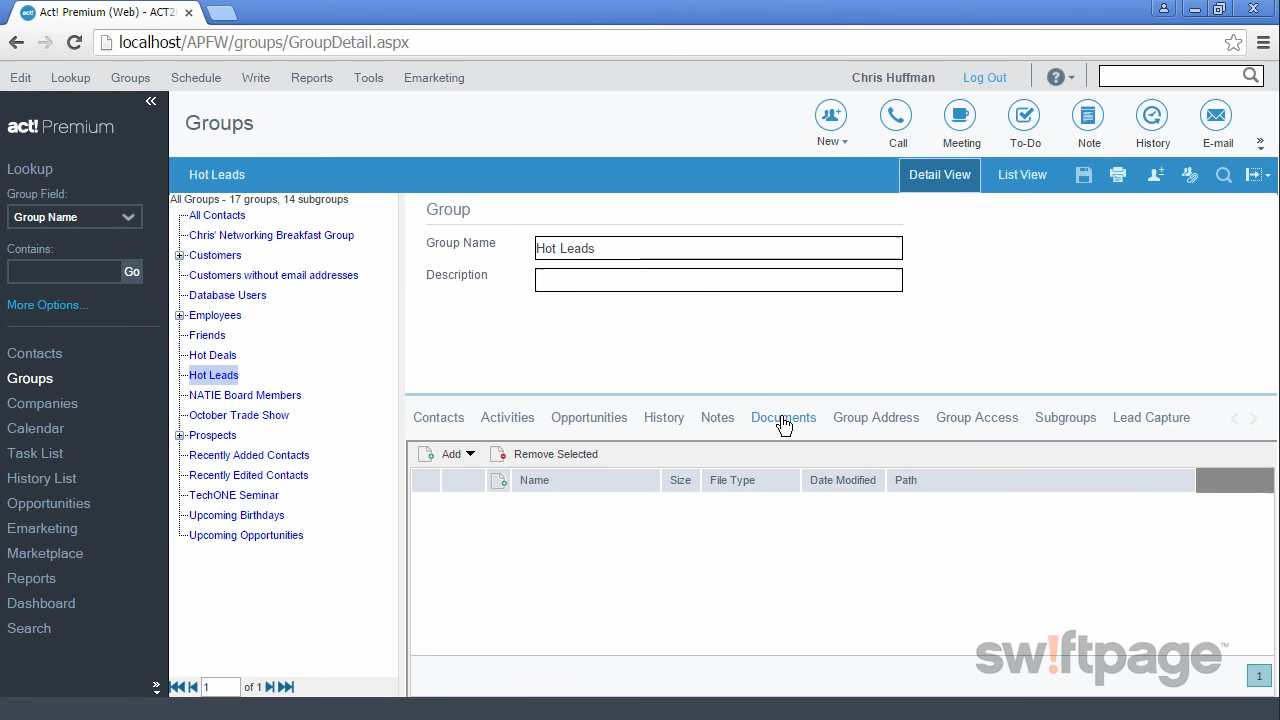 Act! Premium (Web) - ACT2
localhost/APFW/groups/GroupDetail.aspx
Edit Lookup Groups Schedule Write Reports Tools Emarketing
Chris Huffman Log Out
act! Premium
Groups
New Call Meeting To-Do Note History E-mail
Hot Leads
Detail View List View
Lookup
Group Field:
Group Name
Contains:
Go
More Options...
Contacts
Groups
Companies
Calendar
Task List
History List
Opportunities
Emarketing
Marketplace
Reports
Dashboard
Search
All Groups - 17 groups, 14 subgroups
All Contacts
Chris' Networking Breakfast Group
Customers
Customers without email addresses
Database Users
Employees
Friends
Hot Deals
Hot Leads
NATIE Board Members
October Trade Show
Prospects
Recently Added Contacts
Recently Edited Contacts
TechONE Seminar
Upcoming Birthdays
Upcoming Opportunities
1 of 1
Group
Group Name Hot Leads
Description
Contacts Activities Opportunities History Notes Documents Group Address Group Access Subgroups Lead Capture
Add Remove Selected
Name Size File Type Date Modified Path
sw!ftpage™
1